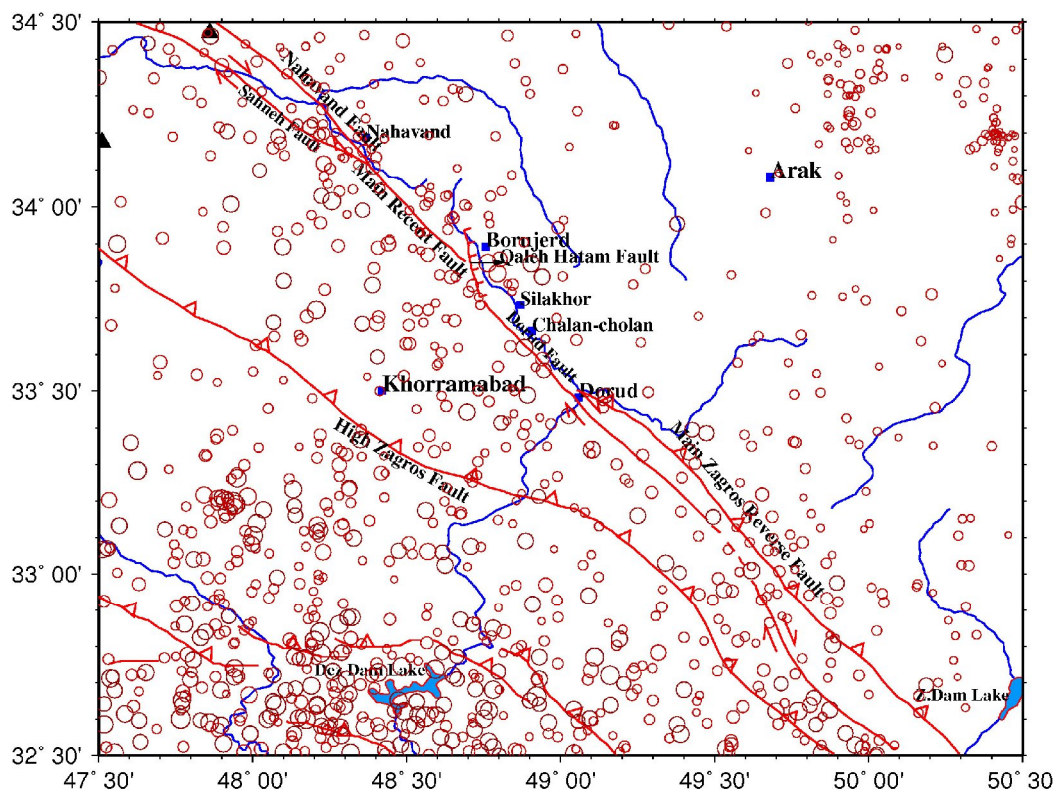 34° 30'
34° 00'
33° 30'
33° 00'
32° 30'
Nahavand Fault
Sahneh Fault
Nahavand
Main Recent Fault
Arak
Borujerd
Qaleh Hatam Fault
Silakhor
Chalan-cholan
Dorud Fault
Khorramabad
Dorud
High Zagros Fault
Main Zagros Reverse Fault
Dez Dam Lake
Z.Dam Lake
47° 30'
48° 00'
48° 30'
49° 00'
49° 30'
50° 00'
50° 30'